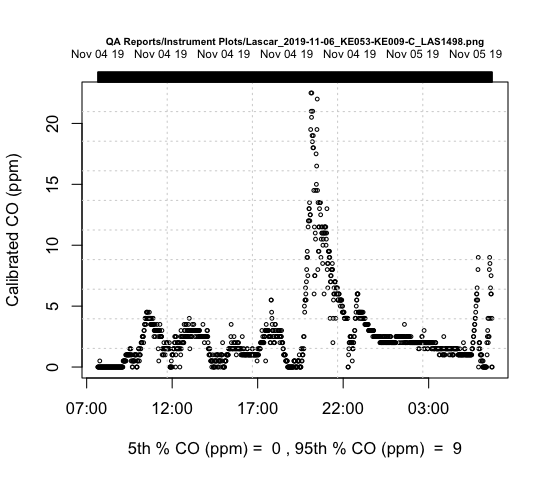 QA Reports/Instrument Plots/Lascar_2019-11-06_KE053-KE009-C_LAS1498.png
Nov 04 19 Nov 04 19 Nov 04 19 Nov 04 19 Nov 04 19 Nov 05 19 Nov 05 19
Calibrated CO (ppm)
20
15
10
5
0
07:00 12:00 17:00 22:00 03:00
5th % CO (ppm) = 0 , 95th % CO (ppm) = 9